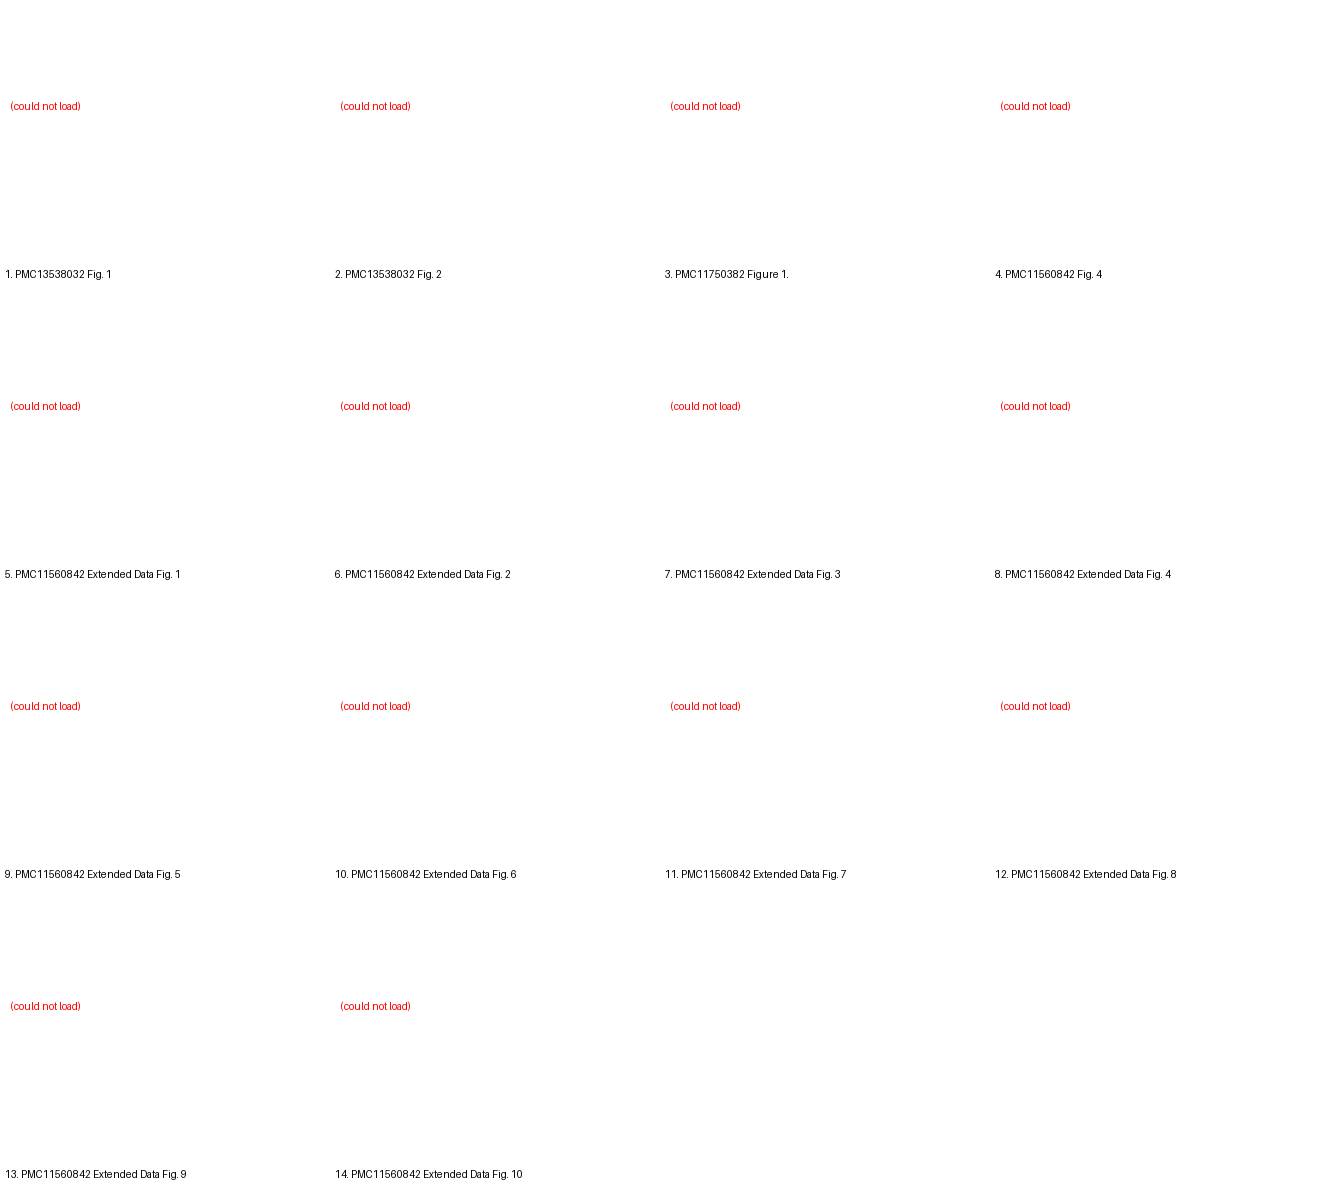 (could not load) (could not load) (could not load) (could not load)
1. PMC13538032 Fig. 1 2. PMC13538032 Fig. 2 3. PMC11750382 Figure 1. 4. PMC11560842 Fig. 4
(could not load) (could not load) (could not load) (could not load)
5. PMC11560842 Extended Data Fig. 1 6. PMC11560842 Extended Data Fig. 2 7. PMC11560842 Extended Data Fig. 3 8. PMC11560842 Extended Data Fig. 4
(could not load) (could not load) (could not load) (could not load)
9. PMC11560842 Extended Data Fig. 5 10. PMC11560842 Extended Data Fig. 6 11. PMC11560842 Extended Data Fig. 7 12. PMC11560842 Extended Data Fig. 8
(could not load) (could not load)
13. PMC11560842 Extended Data Fig. 9 14. PMC11560842 Extended Data Fig. 10